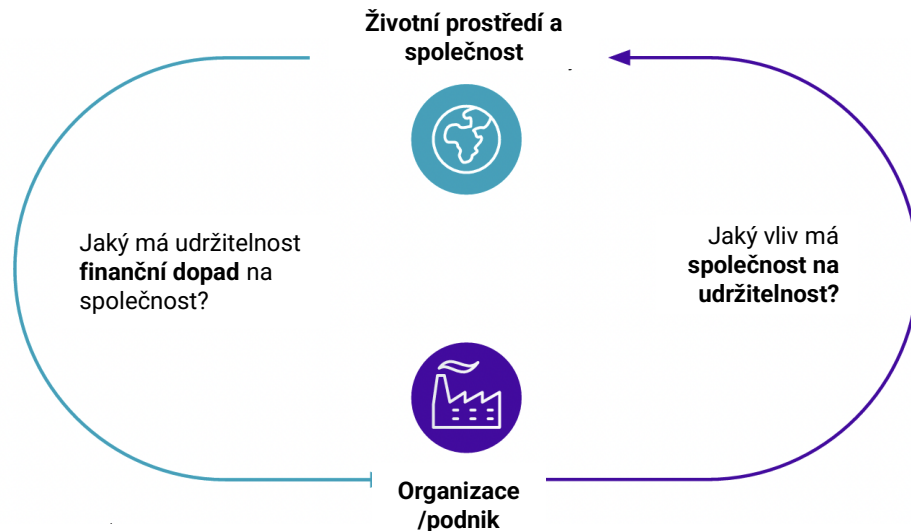 Životní prostředí a
společnost
Jaký má udržitelnost
finanční dopad na
společnost?
Jaký vliv má
společnost na
udržitelnost?
Organizace
/podnik